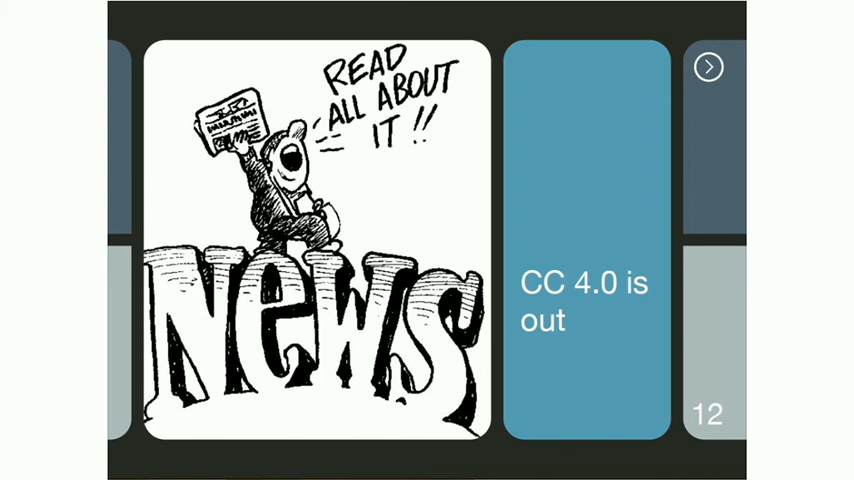 READ
ALL ABOUT
IT !!
News
CC 4.0 is
out
12